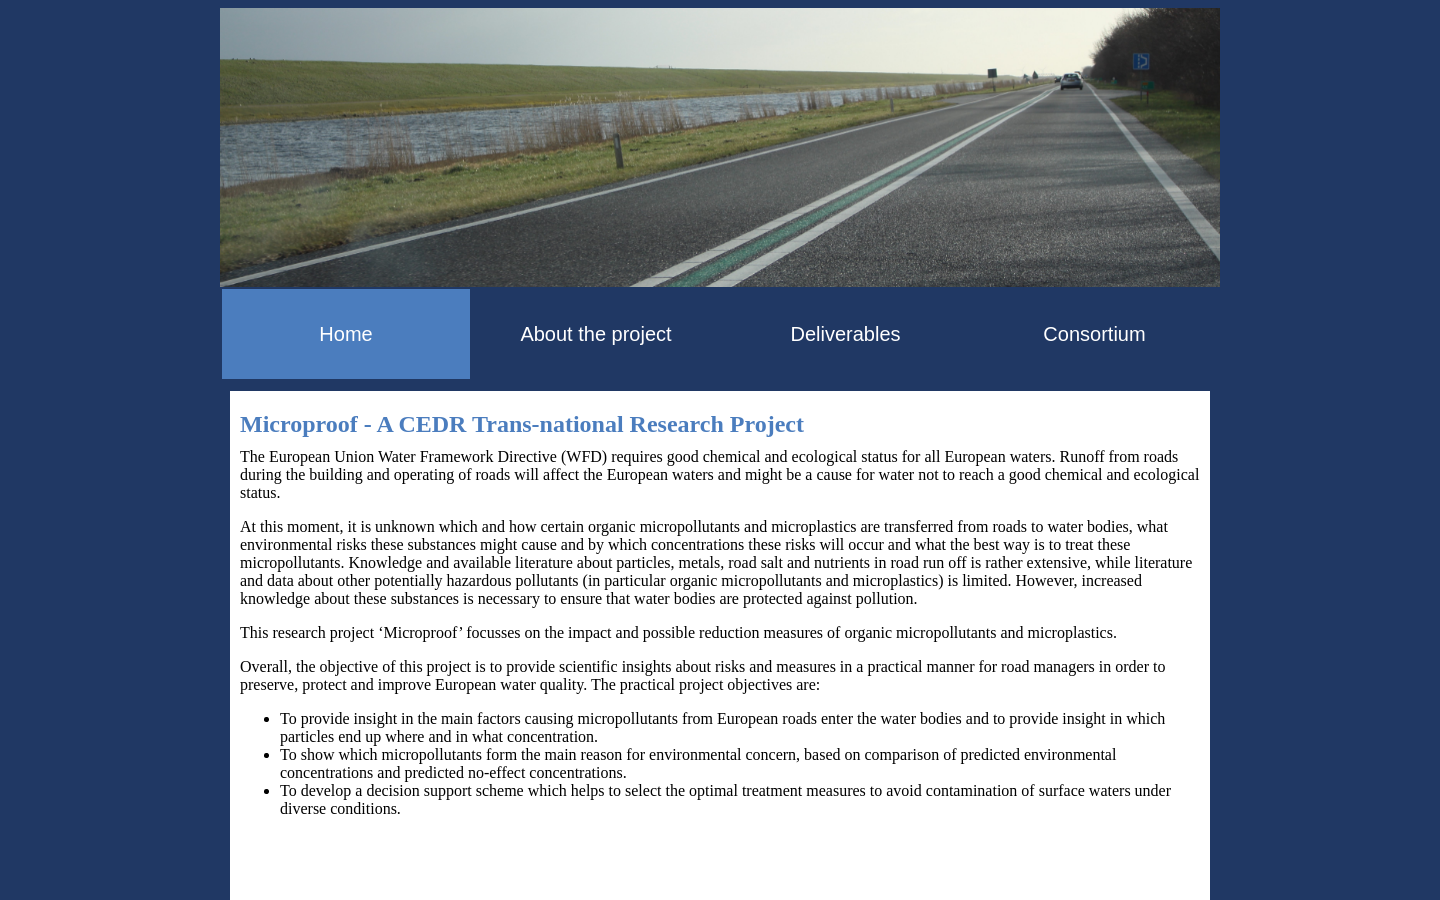 Home
About the project
Deliverables
Consortium
Microproof - A CEDR Trans-national Research Project
The European Union Water Framework Directive (WFD) requires good chemical and ecological status for all European waters. Runoff from roads
during the building and operating of roads will affect the European waters and might be a cause for water not to reach a good chemical and ecological
status.
At this moment, it is unknown which and how certain organic micropollutants and microplastics are transferred from roads to water bodies, what
environmental risks these substances might cause and by which concentrations these risks will occur and what the best way is to treat these
micropollutants. Knowledge and available literature about particles, metals, road salt and nutrients in road run off is rather extensive, while literature
and data about other potentially hazardous pollutants (in particular organic micropollutants and microplastics) is limited. However, increased
knowledge about these substances is necessary to ensure that water bodies are protected against pollution.
This research project ‘Microproof’ focusses on the impact and possible reduction measures of organic micropollutants and microplastics.
Overall, the objective of this project is to provide scientific insights about risks and measures in a practical manner for road managers in order to
preserve, protect and improve European water quality. The practical project objectives are:
• To provide insight in the main factors causing micropollutants from European roads enter the water bodies and to provide insight in which
particles end up where and in what concentration.
• To show which micropollutants form the main reason for environmental concern, based on comparison of predicted environmental
concentrations and predicted no-effect concentrations.
• To develop a decision support scheme which helps to select the optimal treatment measures to avoid contamination of surface waters under
diverse conditions.